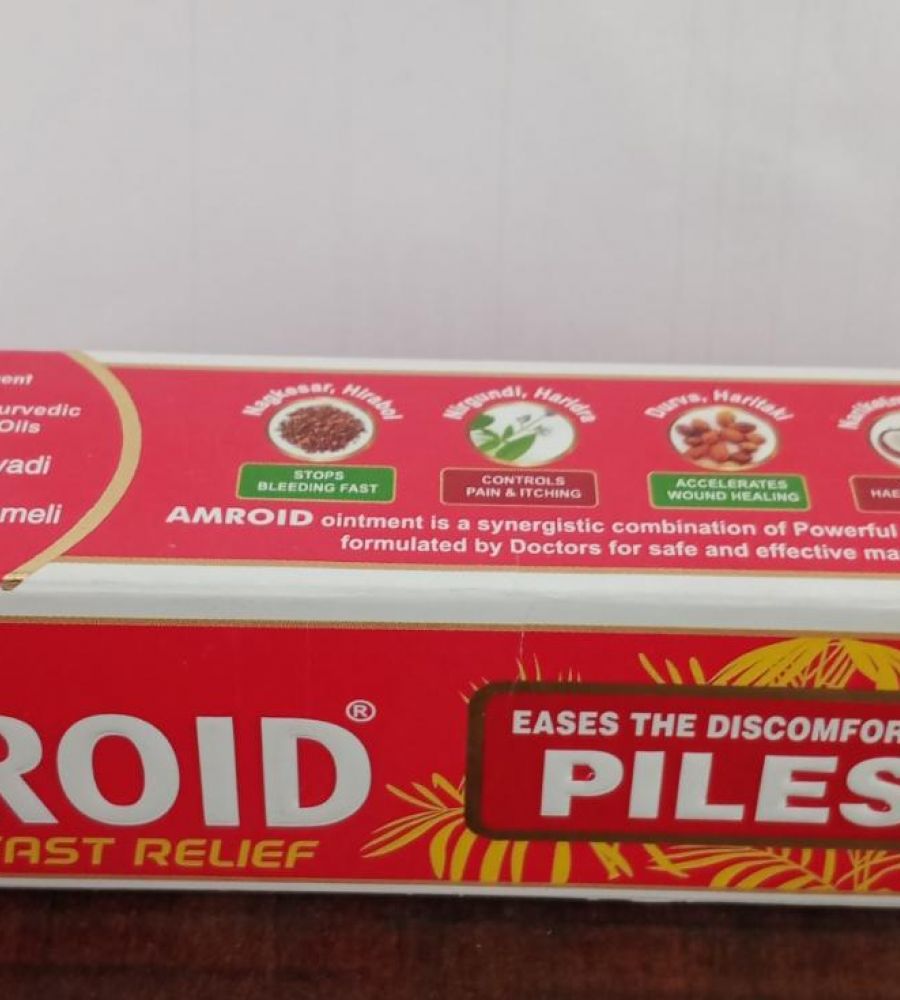 ent
urvedic
Oils
vadi
meli
Nagkesar, Hirabol
STOPS
BLEEDING FAST
Nirgundi, Haridra
CONTROLS
PAIN & ITCHING
Durva, Haritaki
ACCELERATES
WOUND HEALING
HAE
AMROID ointment is a synergistic combination of Powerful
formulated by Doctors for safe and effective ma
ROID®
FAST RELIEF
EASES THE DISCOMFOR
PILES